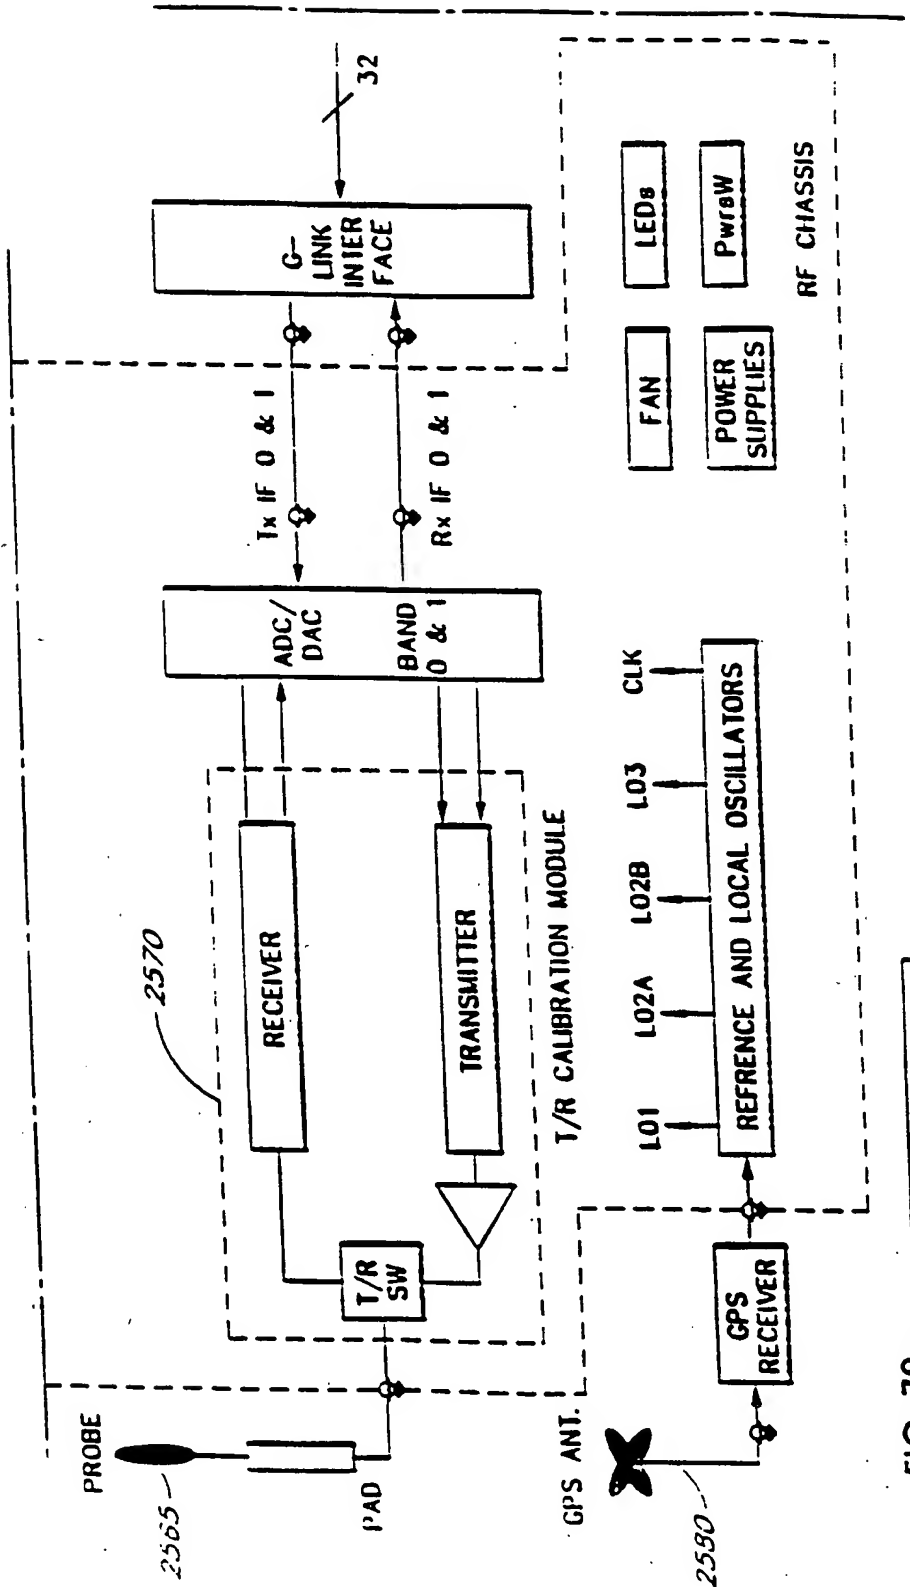 PROBE
2565
PAD
2570
RECEIVER
T/R
SW
TRANSMITTER
T/R CALIBRATION MODULE
ADC/
DAC
BAND
0 & 1
Tx IF 0 & 1
Rx IF 0 & 1
G-
LINK
INTER
FACE
32
GPS ANT.
2580
GPS
RECEIVER
LO1
LO2A
LO2B
LO3
CLK
REFRENCE AND LOCAL OSCILLATORS
FAN
LEDs
POWER
SUPPLIES
PwrsW
RF CHASSIS